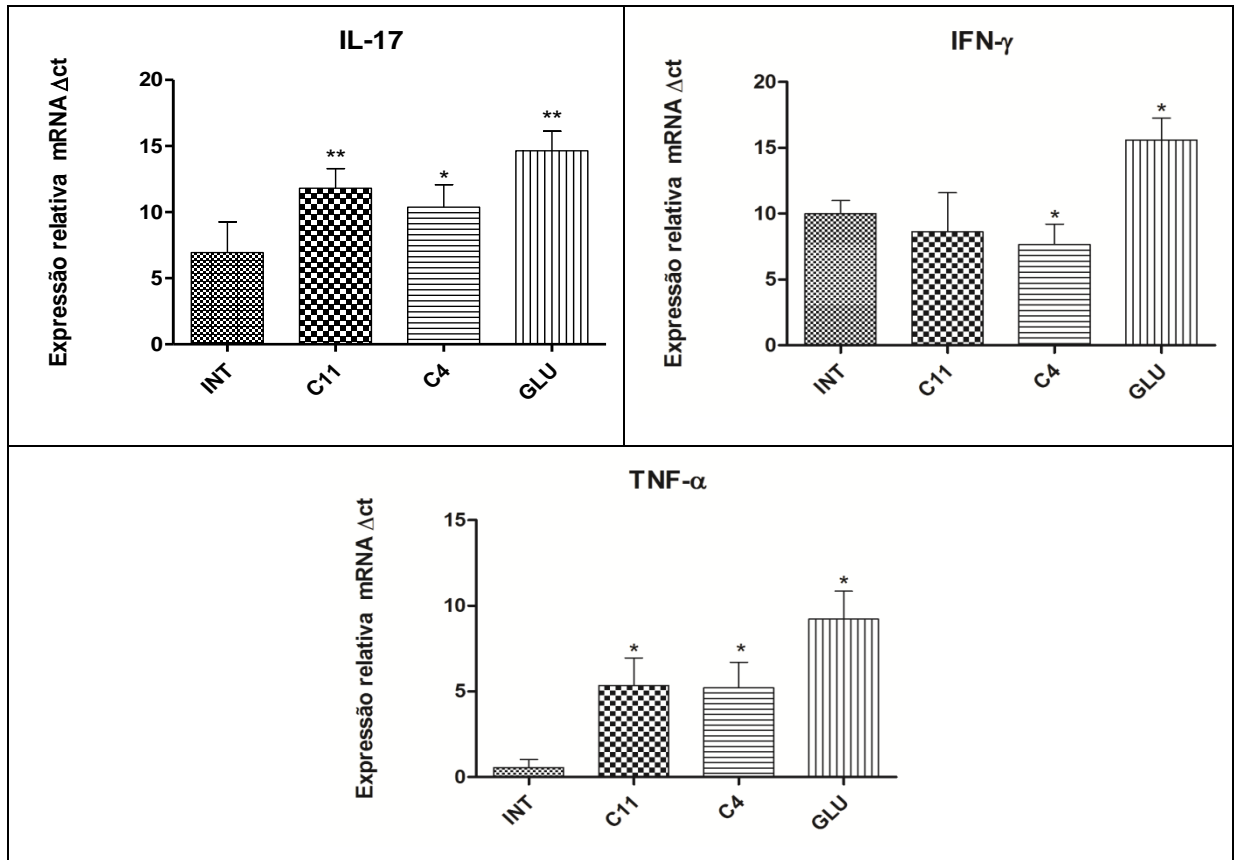 IL-17
Expressão relativa mRNA Δct
20
15
10
5
0
**
*
**
INT
C11
C4
GLU
IFN-γ
Expressão relativa mRNA Δct
20
15
10
5
0
*
*
INT
C11
C4
GLU
TNF-α
Expressão relativa mRNA Δct
15
10
5
0
*
*
*
INT
C11
C4
GLU